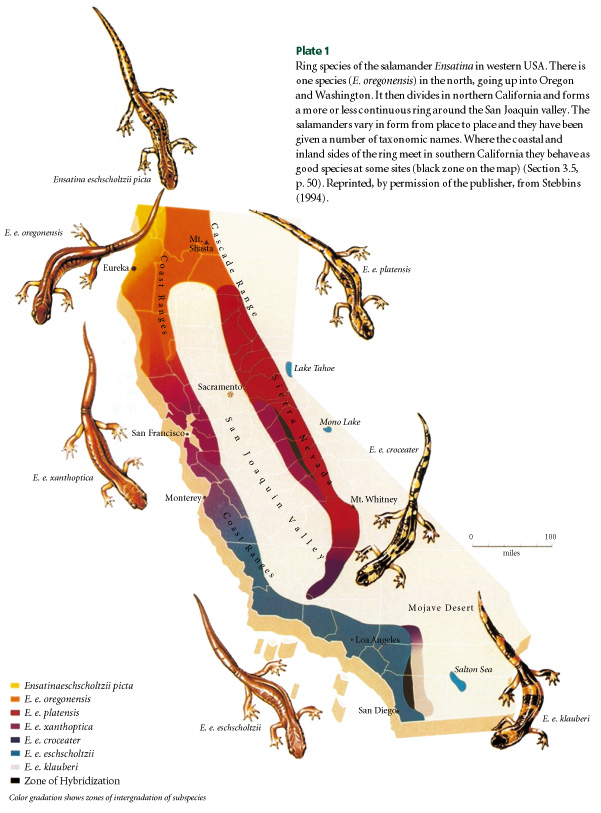 Plate 1
Ring species of the salamander Ensatina in western USA. There is
one species (E. oregonensis) in the north, going up into Oregon
and Washington. It then divides in northern California and forms
a more or less continuous ring around the San Joaquin valley. The
salamanders vary in form from place to place and they have been
given a number of taxonomic names. Where the coastal and
inland sides of the ring meet in southern California they behave as
good species at some sites (black zone on the map) (Section 3.5,
p. 50). Reprinted, by permission of the publisher, from Stebbins
(1994).
Ensatina eschscholtzii picta
E. e. oregonensis
Mt.
Shasta
Cascade Range
Eureka
Coast Ranges
E. e. platensis
Lake Tahoe
Sacramento
Sierra Nevada
Mono Lake
San Francisco
San Joaquin Valley
E. e. croceater
E. e. xanthoptica
Monterey
Mt. Whitney
Coast Ranges
0 100
miles
Mojave Desert
Los Angeles
Salton Sea
San Diego
E. e. klauberi
E. e. eschscholtzii
Ensatinaeschscholtzii picta
E. e. oregonensis
E. e. platensis
E. e. xanthoptica
E. e. croceater
E. e. eschscholtzii
E. e. klauberi
Zone of Hybridization
Color gradation shows zones of intergradation of subspecies